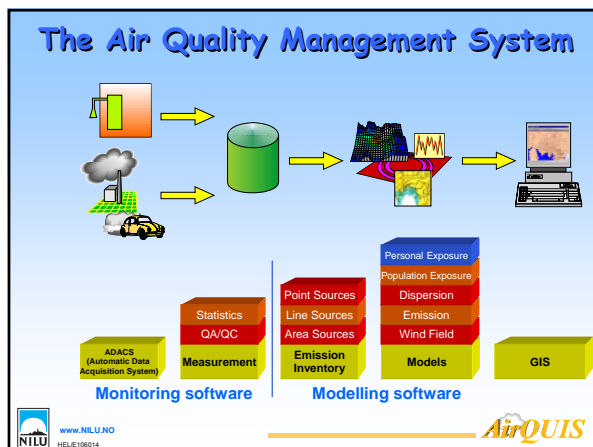 The Air Quality Management System
Personal Exposure
Population Exposure
Point Sources
Dispersion
Statistics
Line Sources
Emission
QA/QC
Area Sources
Wind Field
ADACS
(Automatic Data
Acquisition System)
Measurement
Emission
Inventory
Models
GIS
Monitoring software
Modelling software
NILU
www.NILU.NO
HEL/E106014
AirQUIS